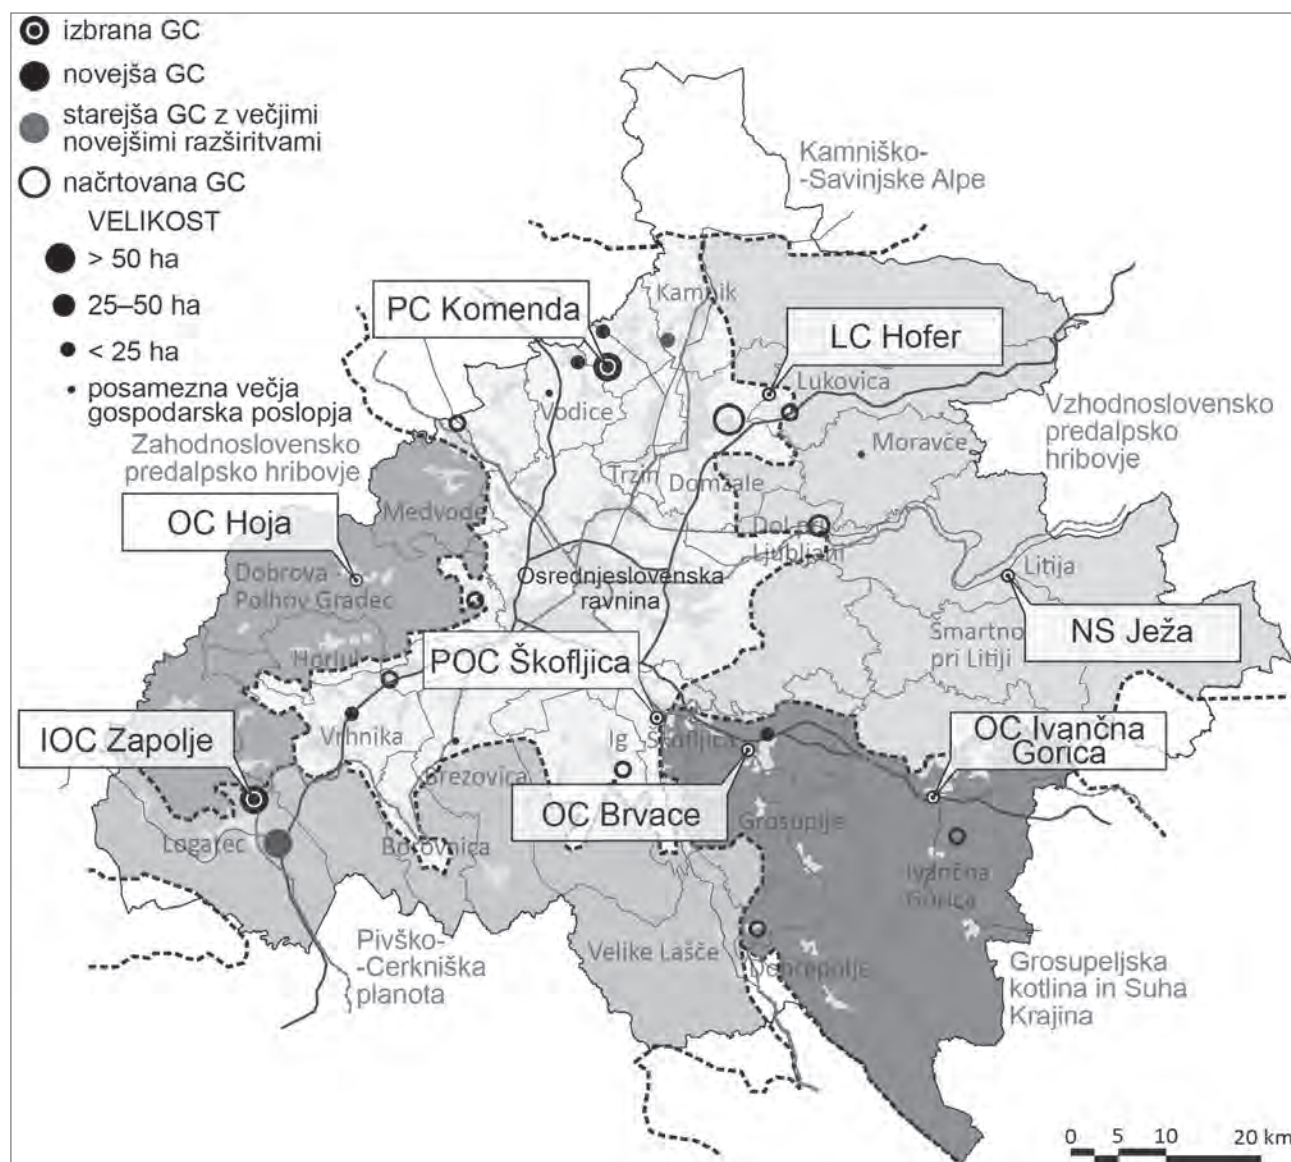 izbrana GC
novejša GC
starejša GC z večjimi
novejšimi razširitvami
načrtovana GC
VELIKOST
> 50 ha
25–50 ha
< 25 ha
posamezna večja
gospodarska poslopja
Kamniško-
-Savinjske Alpe
Kamnik
PC Komenda
LC Hofer
Lukovica
Vodice
Vzhodnoslovensko
predalpsko
hribovje
Zahodnoslovensko
predalpsko hribovje
Moravče
Trzin
Domžale
Medvode
OC Hoja
Dol pri
Ljubljani
Litija
Dobrova
Polhov Gradec
Osrednjeslovenska
ravnina
NS Ježa
Šmartno
pri Litiji
Horjul
POC Škofljica
IOC Zapolje
Vrhnika
Ig
Škofljica
OC Ivančna
Gorica
Brezovica
OC Brvace
Grosuplje
Logatec
Borovnica
Ivančna
Gorica
Pivško-
-Cerkniška
planota
Velike Lašče
Dobrepolje
Grosupeljska
kotlina in Suha
Krajina
0 5 10 20 km